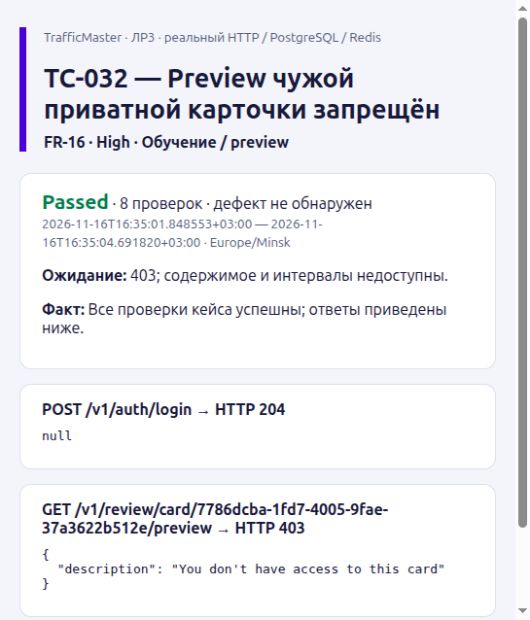 TrafficMaster · ЛР3 · реальный HTTP / PostgreSQL / Redis
TC-032 — Preview чужой
приватной карточки запрещён
FR-16 · High · Обучение / preview
Passed · 8 проверок · дефект не обнаружен
2026-11-16T16:35:01.848553+03:00 — 2026-11-
16T16:35:04.691820+03:00 · Europe/Minsk
Ожидание: 403; содержимое и интервалы недоступны.
Факт: Все проверки кейса успешны; ответы приведены
ниже.
POST /v1/auth/login → HTTP 204
null
GET /v1/review/card/7786dcba-1fd7-4005-9fae-
37a3622b512e/preview → HTTP 403
{
"description": "You don't have access to this card"
}